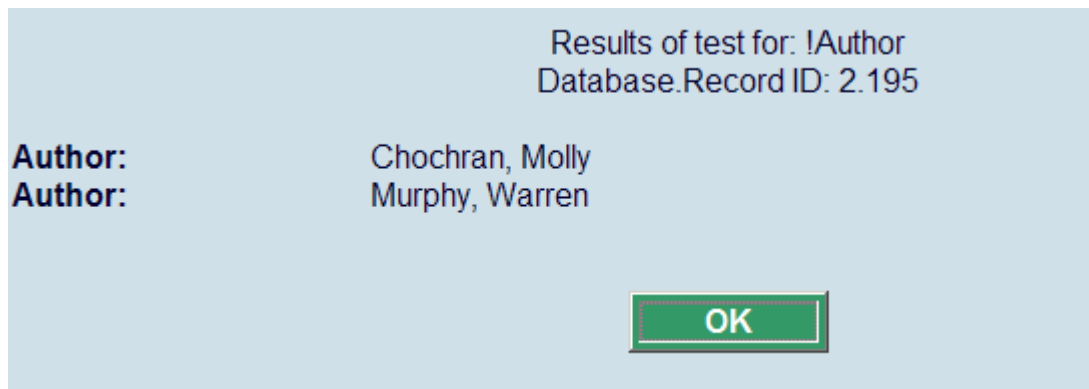 Results of test for: !Author
Database.Record ID: 2.195
Author: Chochran, Molly
Author: Murphy, Warren
OK